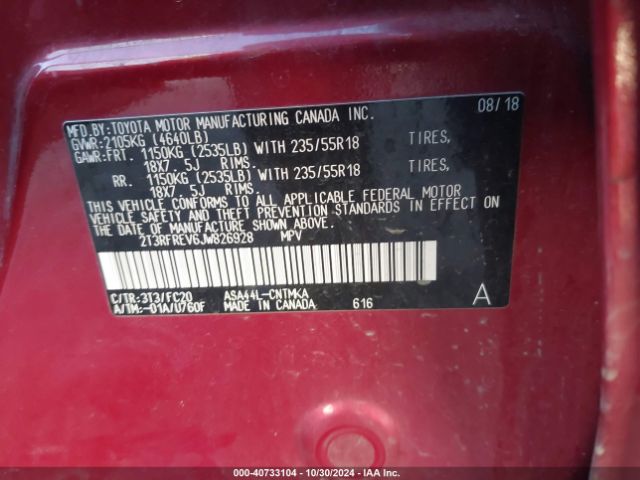 MFD.BY:TOYOTA MOTOR MANUFACTURING CANADA INC. 08/18
GVWR:2105KG (4640LB)
GAWR:FRT. 1150KG (2535LB) WITH 235/55R18 TIRES,
18X7. 5J RIMS.
RR. 1150KG (2535LB) WITH 235/55R18 TIRES,
18X7. 5J RIMS.
THIS VEHICLE CONFORMS TO ALL APPLICABLE FEDERAL MOTOR
VEHICLE SAFETY AND THEFT PREVENTION STANDARDS IN EFFECT ON
THE DATE OF MANUFACTURE SHOWN ABOVE.
2T3RFREV6JW826928 MPV
C/TR:3T3/FC20 ASA44L-CNTMKA
A/TM:-01A/U760F MADE IN CANADA 616 A
000-40733104 | 10/30/2024 | IAA Inc.